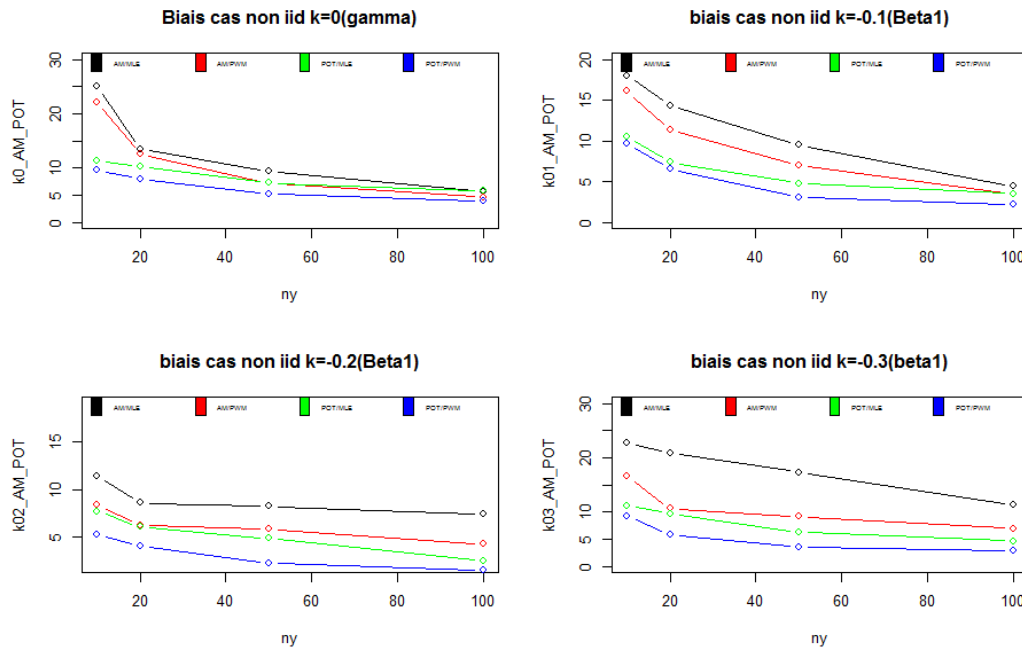 Biais cas non iid k=0(gamma)
AM/MLE AM/PWM POT/MLE POT/PWM
k0_AM_POT
30
20
10
5
0
20 40 60 80 100
ny
biais cas non iid k=-0.1(Beta1)
AM/MLE AM/PWM POT/MLE POT/PWM
k01_AM_POT
20
15
10
5
0
20 40 60 80 100
ny
biais cas non iid k=-0.2(Beta1)
AM/MLE AM/PWM POT/MLE POT/PWM
k02_AM_POT
15
10
5
20 40 60 80 100
ny
biais cas non iid k=-0.3(beta1)
AM/MLE AM/PWM POT/MLE POT/PWM
k03_AM_POT
30
20
10
5
0
20 40 60 80 100
ny